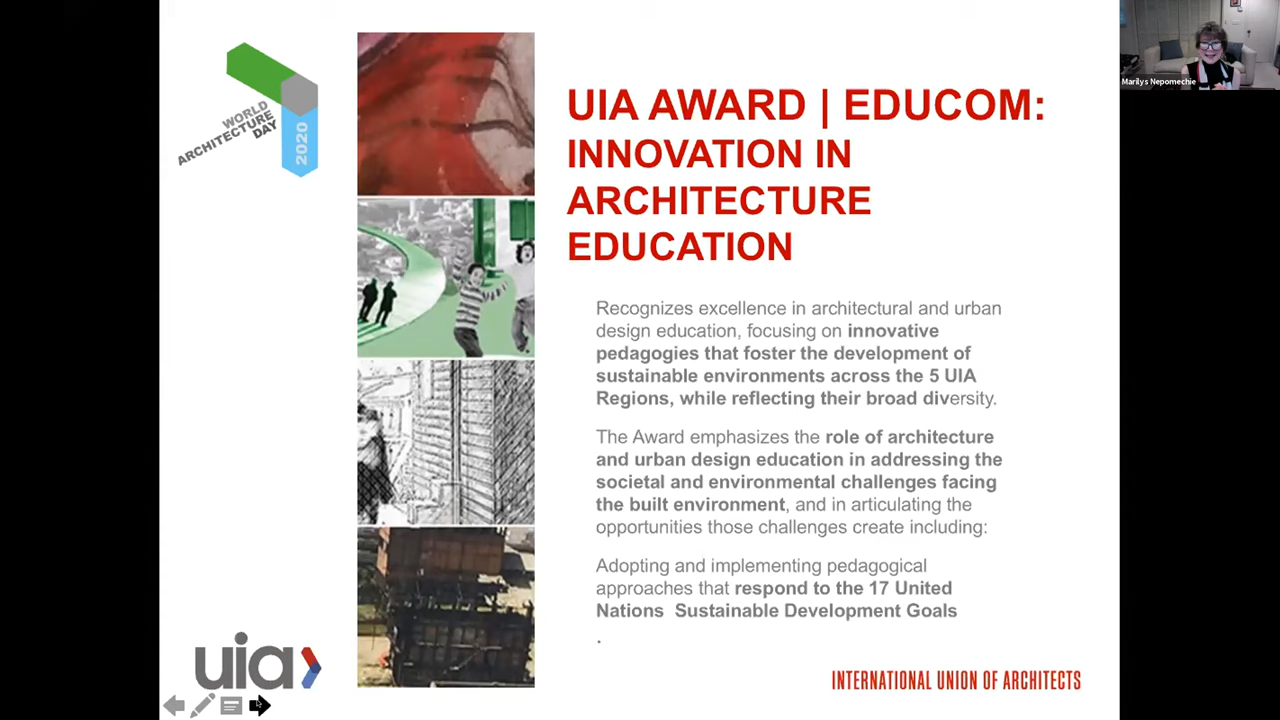 WORLD
ARCHITECTURE
DAY
2020
UIA AWARD | EDUCOM:
INNOVATION IN
ARCHITECTURE
EDUCATION
Recognizes excellence in architectural and urban
design education, focusing on innovative
pedagogies that foster the development of
sustainable environments across the 5 UIA
Regions, while reflecting their broad diversity.
The Award emphasizes the role of architecture
and urban design education in addressing the
societal and environmental challenges facing
the built environment, and in articulating the
opportunities those challenges create including:
Adopting and implementing pedagogical
approaches that respond to the 17 United
Nations  Sustainable Development Goals
.
uia
INTERNATIONAL UNION OF ARCHITECTS
Marilys Nepomechie